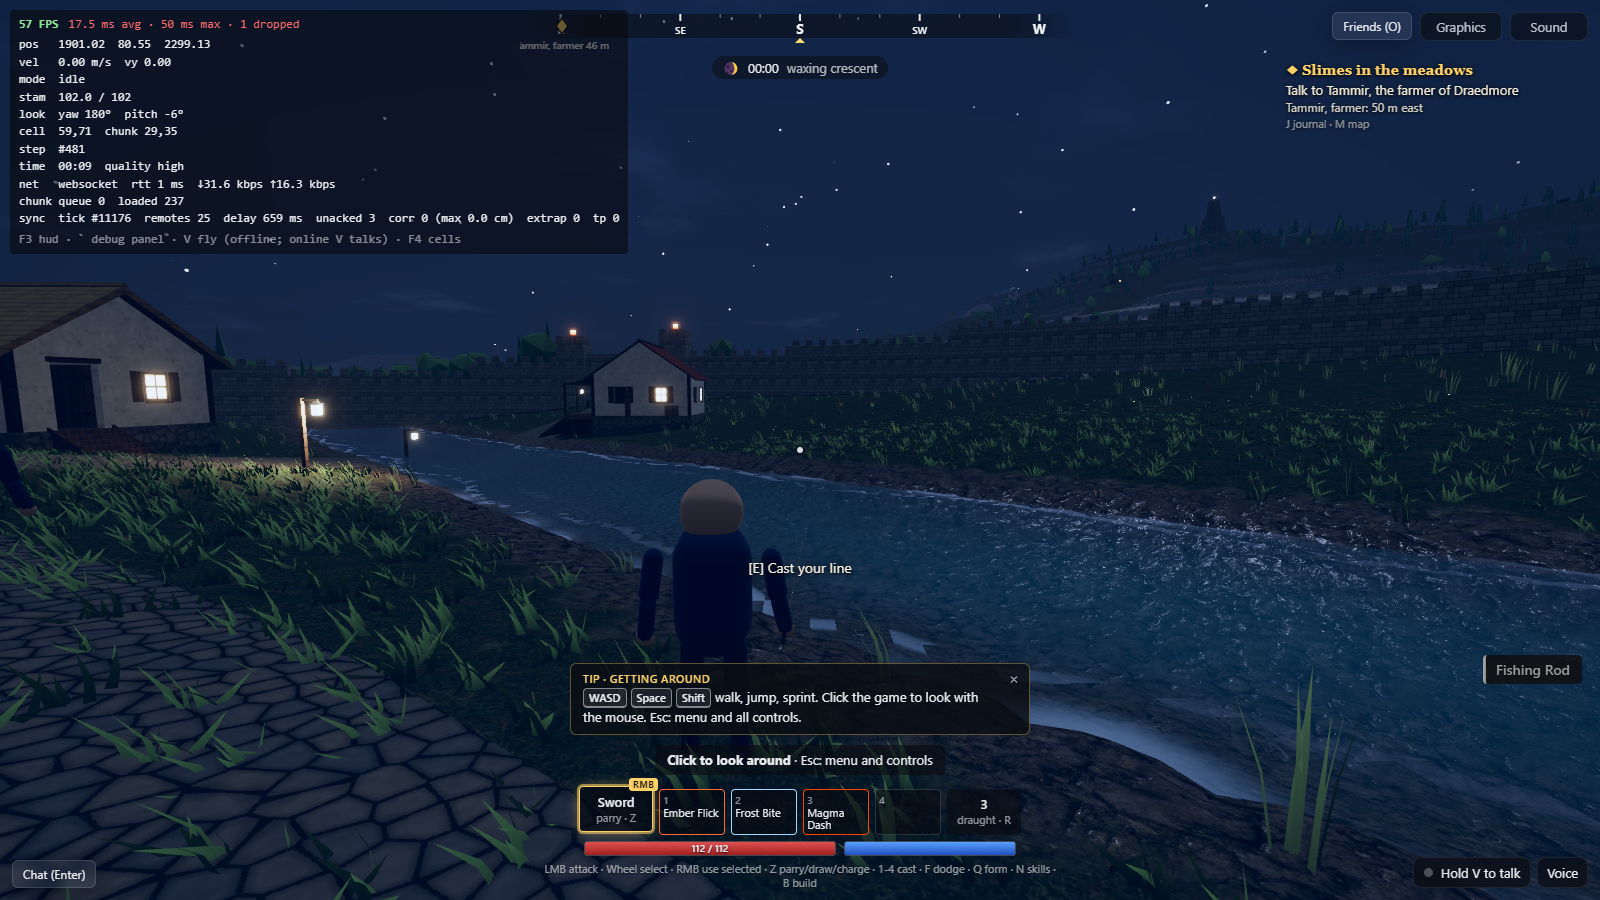 57 FPS 17.5 ms avg · 50 ms max · 1 dropped
pos 1901.02 80.55 2299.13
vel 0.00 m/s vy 0.00
mode idle
stam 102.0 / 102
look yaw 180° pitch -6°
cell 59,71 chunk 29,35
step #481
time 00:09 quality high
net websocket rtt 1 ms ↓31.6 kbps ↑16.3 kbps
chunk queue 0 loaded 237
sync tick #11176 remotes 25 delay 659 ms unacked 3 corr 0 (max 0.0 cm) extrap 0 tp 0
F3 hud · ` debug panel · V fly (offline; online V talks) · F4 cells
SE S SW W
ammir, farmer 46 m
00:00 waxing crescent
Friends (O) Graphics Sound
Slimes in the meadows
Talk to Tammir, the farmer of Draedmore
Tammir, farmer: 50 m east
J journal · M map
[E] Cast your line
Fishing Rod
TIP · GETTING AROUND ×
WASD Space Shift walk, jump, sprint. Click the game to look with
the mouse. Esc: menu and all controls.
Click to look around · Esc: menu and controls
RMB
Sword
parry · Z
1
Ember Flick
2
Frost Bite
3
Magma
Dash
4
3
draught · R
112 / 112
LMB attack · Wheel select · RMB use selected · Z parry/draw/charge · 1-4 cast · F dodge · Q form · N skills ·
B build
Chat (Enter)
Hold V to talk
Voice